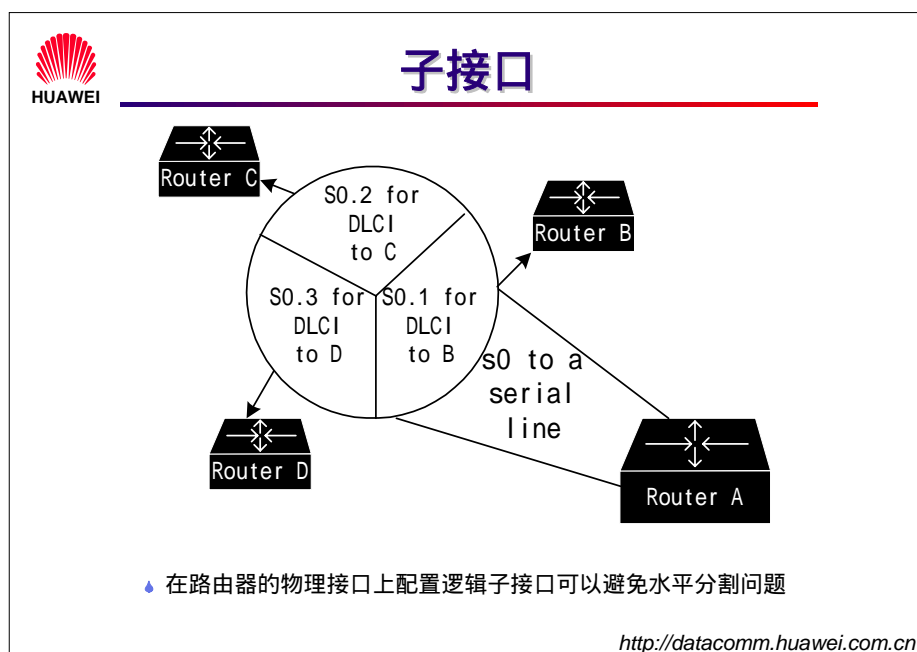 HUAWEI
子接口
Router C
S0.2 for
DLCI
to C
Router B
S0.3 for
DLCI
to D
S0.1 for
DLCI
to B
s0 to a
serial
line
Router D
Router A
在路由器的物理接口上配置逻辑子接口可以避免水平分割问题
http://datacomm.huawei.com.cn